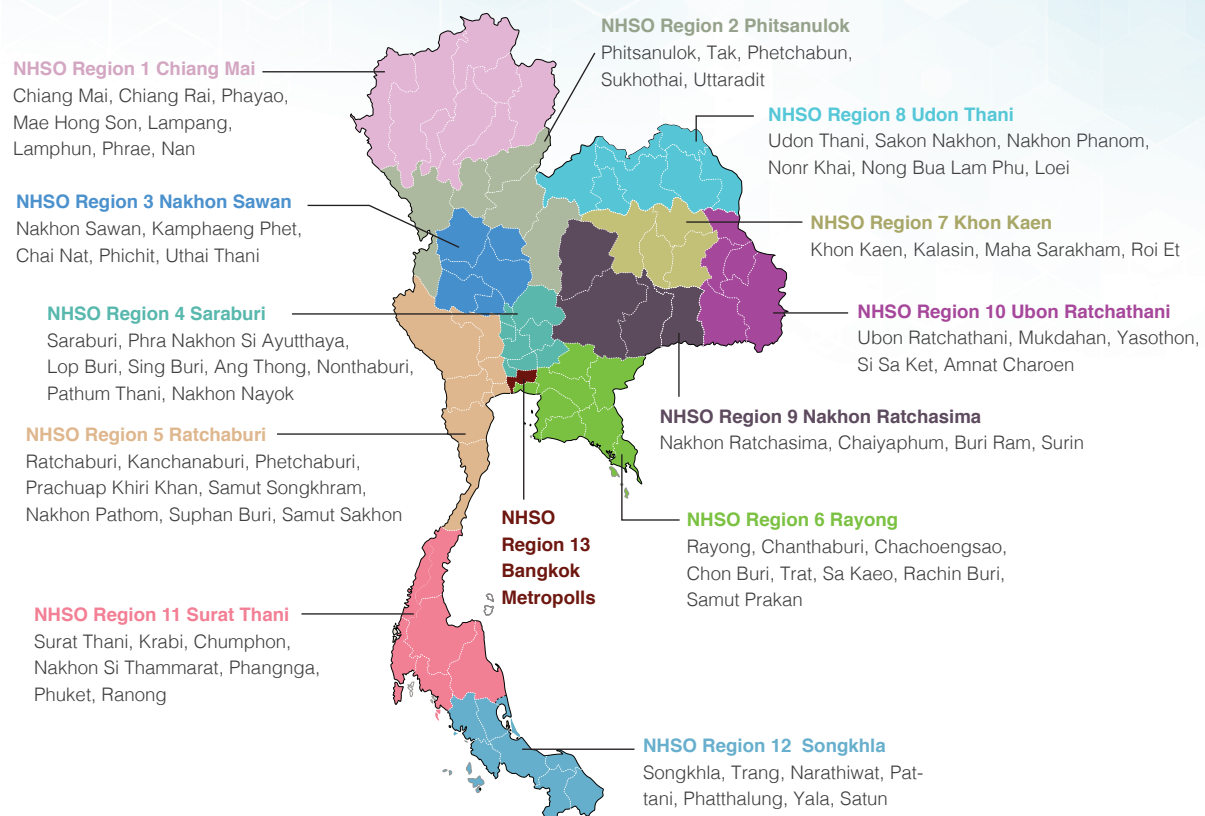 NHSO Region 1 Chiang Mai
Chiang Mai, Chiang Rai, Phayao,
Mae Hong Son, Lampang,
Lamphun, Phrae, Nan
NHSO Region 2 Phitsanulok
Phitsanulok, Tak, Phetchabun,
Sukhothai, Uttaradit
NHSO Region 8 Udon Thani
Udon Thani, Sakon Nakhon, Nakhon Phanom,
Nonr Khai, Nong Bua Lam Phu, Loei
NHSO Region 3 Nakhon Sawan
Nakhon Sawan, Kamphaeng Phet,
Chai Nat, Phichit, Uthai Thani
NHSO Region 7 Khon Kaen
Khon Kaen, Kalasin, Maha Sarakham, Roi Et
NHSO Region 4 Saraburi
Saraburi, Phra Nakhon Si Ayutthaya,
Lop Buri, Sing Buri, Ang Thong, Nonthaburi,
Pathum Thani, Nakhon Nayok
NHSO Region 10 Ubon Ratchathani
Ubon Ratchathani, Mukdahan, Yasothon,
Si Sa Ket, Amnat Charoen
NHSO Region 9 Nakhon Ratchasima
Nakhon Ratchasima, Chaiyaphum, Buri Ram, Surin
NHSO Region 5 Ratchaburi
Ratchaburi, Kanchanaburi, Phetchaburi,
Prachuap Khiri Khan, Samut Songkhram,
Nakhon Pathom, Suphan Buri, Samut Sakhon
NHSO
Region 13
Bangkok
Metropolls
NHSO Region 6 Rayong
Rayong, Chanthaburi, Chachoengsao,
Chon Buri, Trat, Sa Kaeo, Rachin Buri,
Samut Prakan
NHSO Region 11 Surat Thani
Surat Thani, Krabi, Chumphon,
Nakhon Si Thammarat, Phangnga,
Phuket, Ranong
NHSO Region 12 Songkhla
Songkhla, Trang, Narathiwat, Pat-
tani, Phatthalung, Yala, Satun